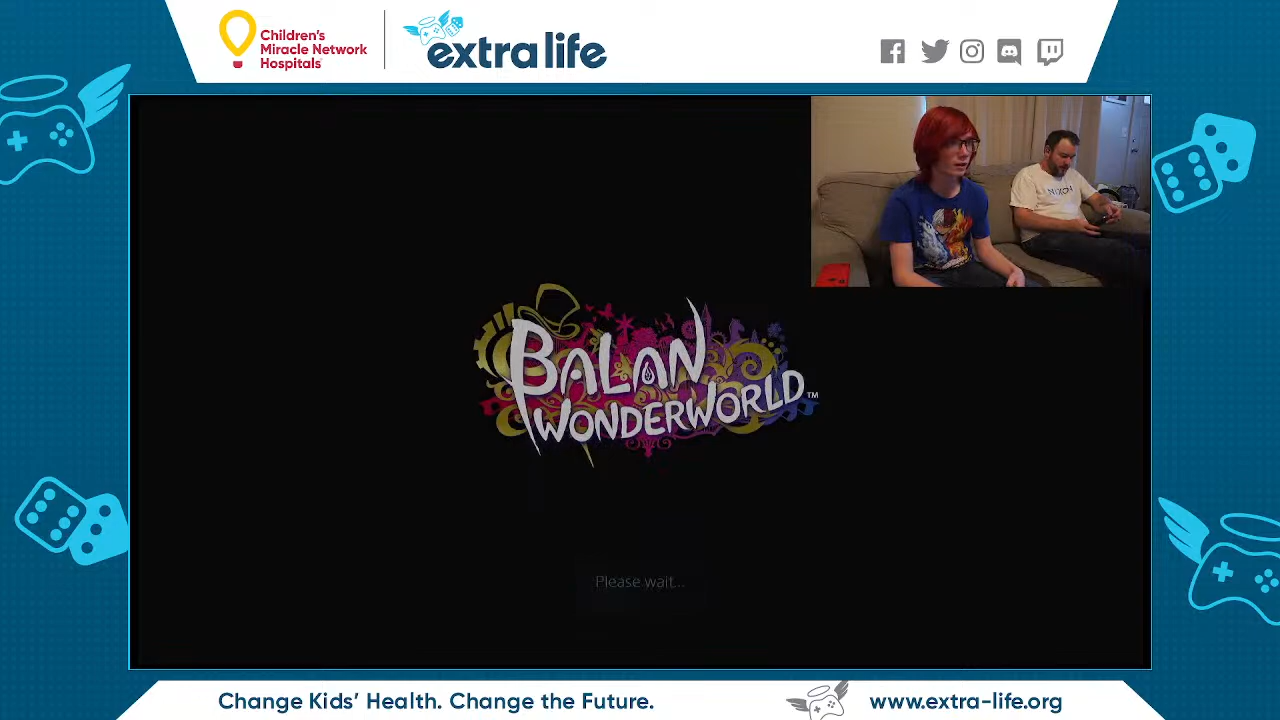 Children's
Miracle Network
Hospitals
extra life
NIXON
BALAN
WONDERWORLD™
Please wait...
Change Kids' Health. Change the Future.
www.extra-life.org